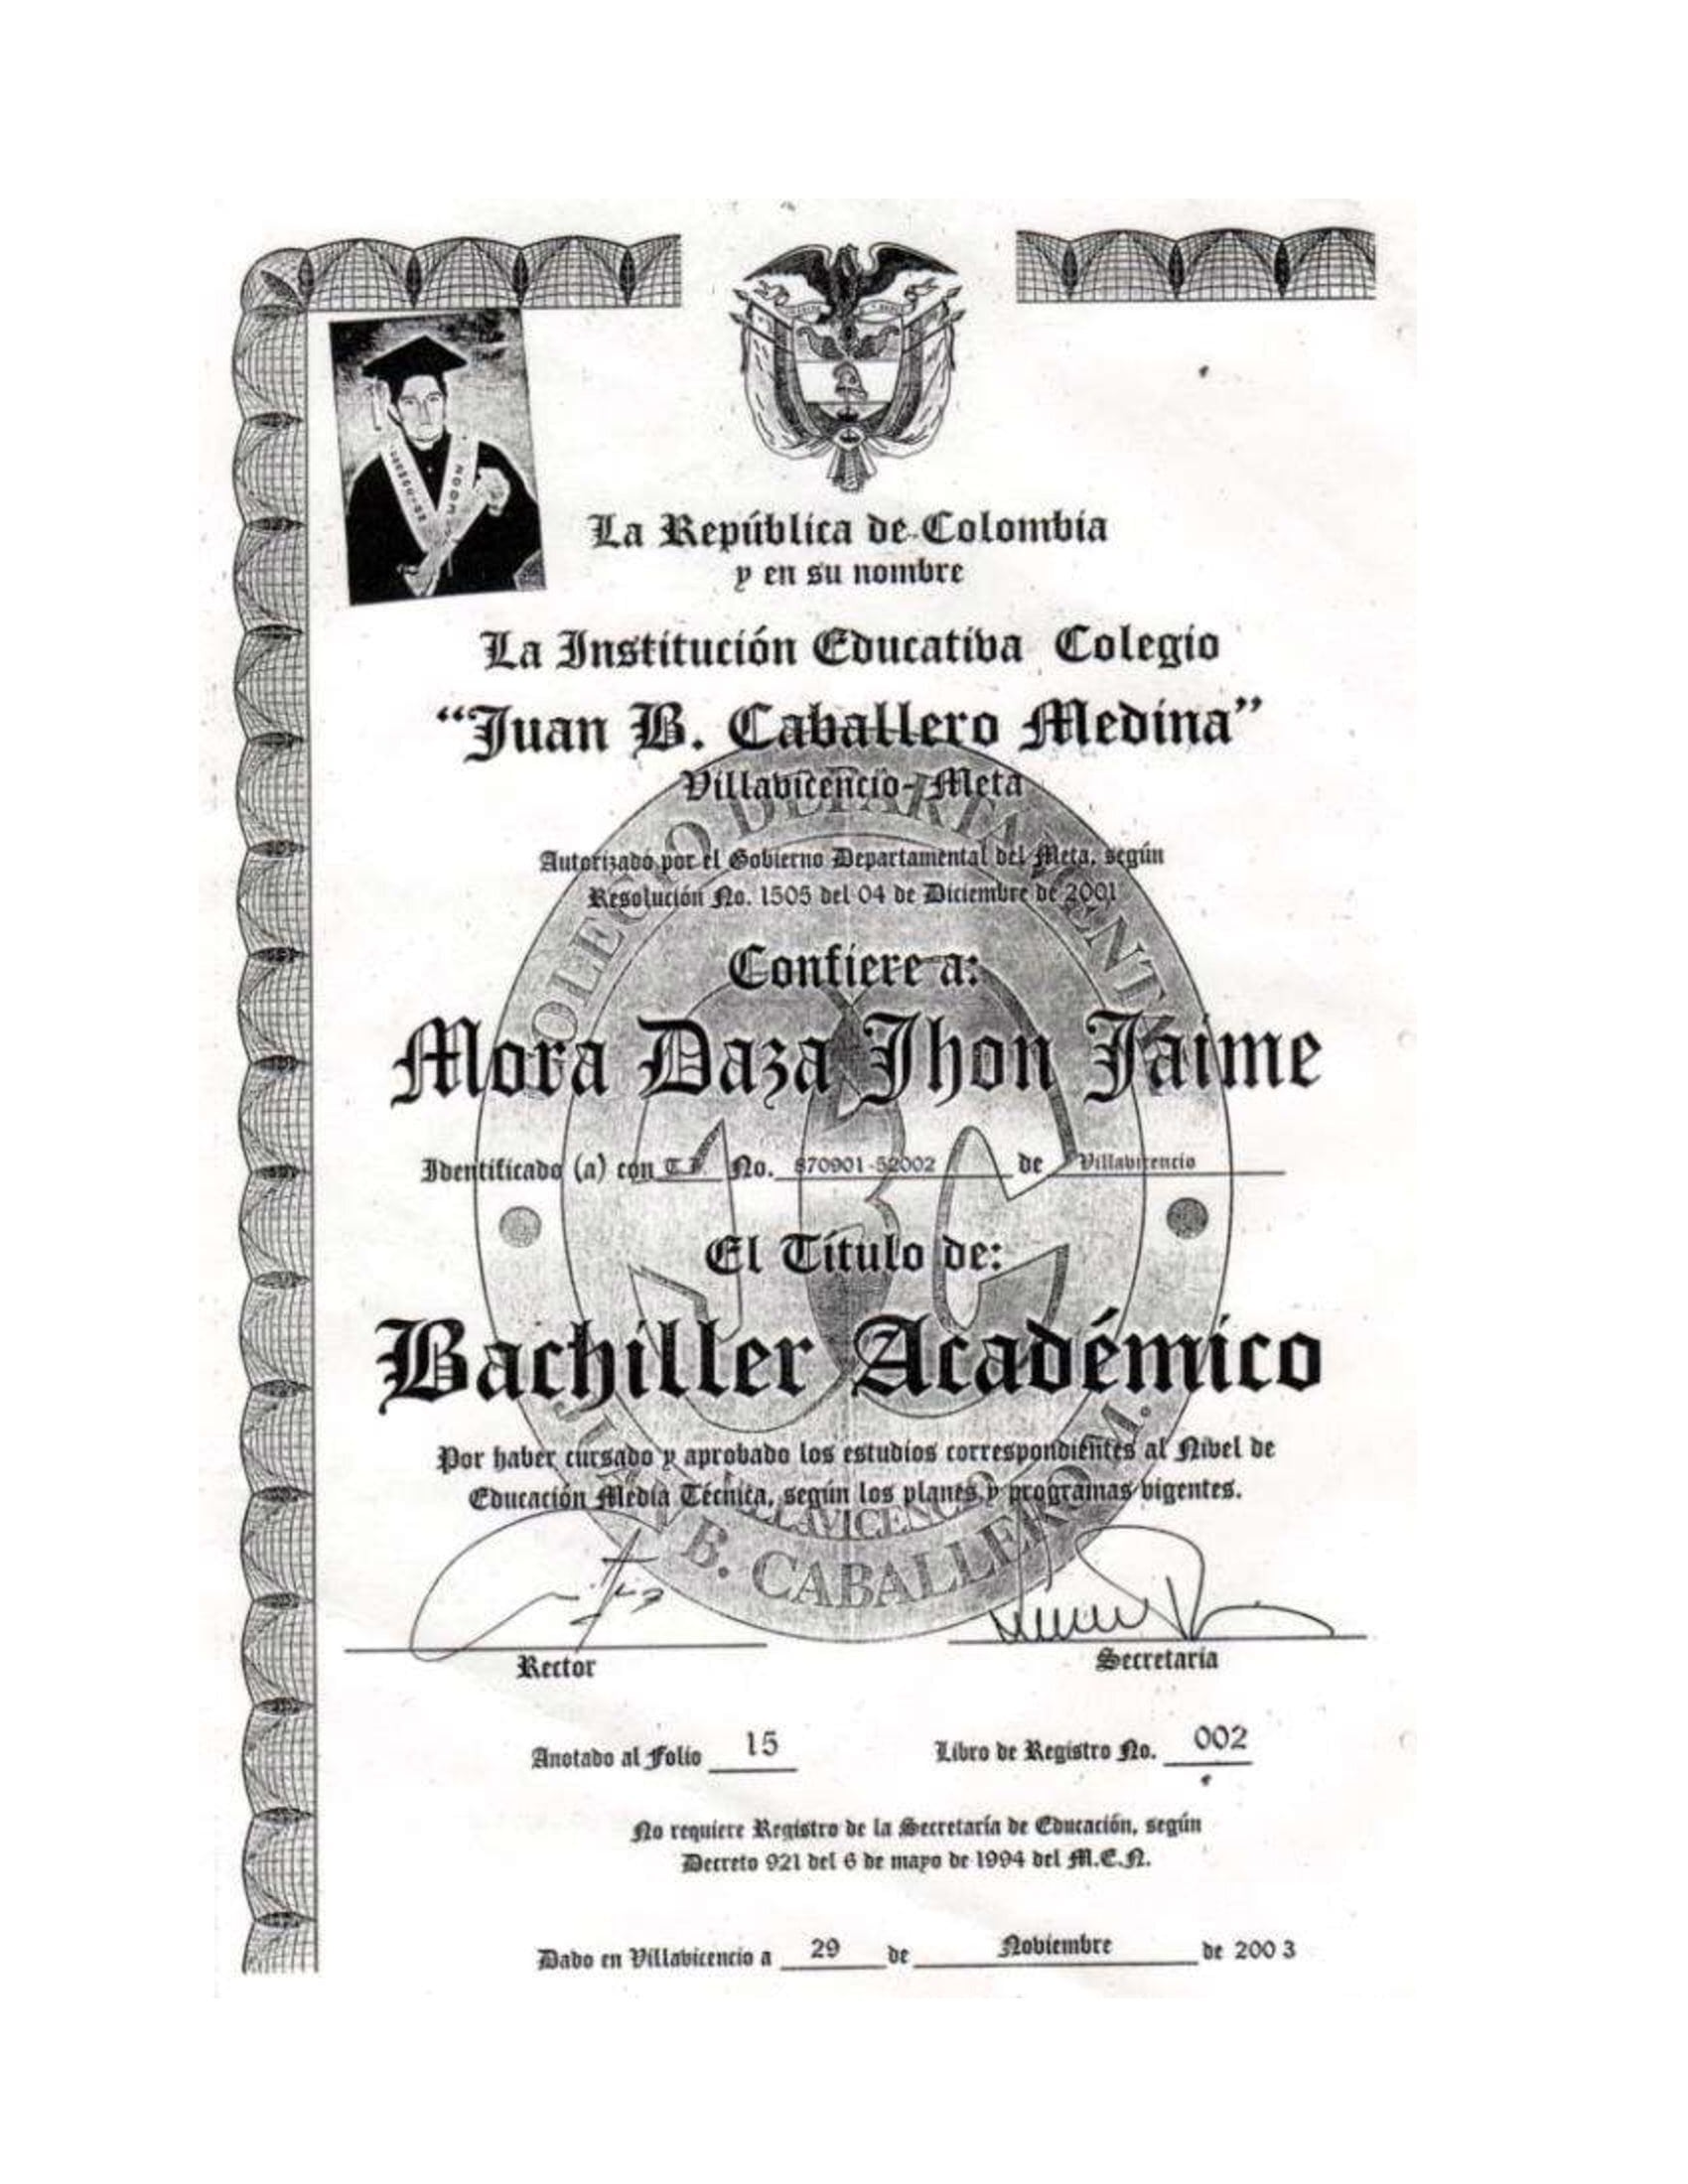 La República de Colombia
y en su nombre
La Institución Educativa Colegio
"Juan B. Caballero Medina"
Villavicencio-Meta
Autorizado por el Gobierno Departamental del Meta, según
Resolución No. 1505 del 04 de Diciembre de 2001
Confiere a:
Mora Daza Jhon Jaime
Identificado (a) con T.I. No. 870901-52002 de Villavicencio
El Título de:
Bachiller Académico
Por haber cursado y aprobado los estudios correspondientes al Nivel de
Educación Media Técnica, según los planes y programas vigentes.
COLEGIO DEPARTAMENTAL
JUAN B. CABALLERO M.
VILLAVICENCIO
JBC
Rector
Secretaria
Anotado al Folio 15
Libro de Registro No. 002
No requiere Registro de la Secretaría de Educación, según
Decreto 921 del 6 de mayo de 1994 del M.E.N.
Dado en Villavicencio a 29 de Noviembre de 2003